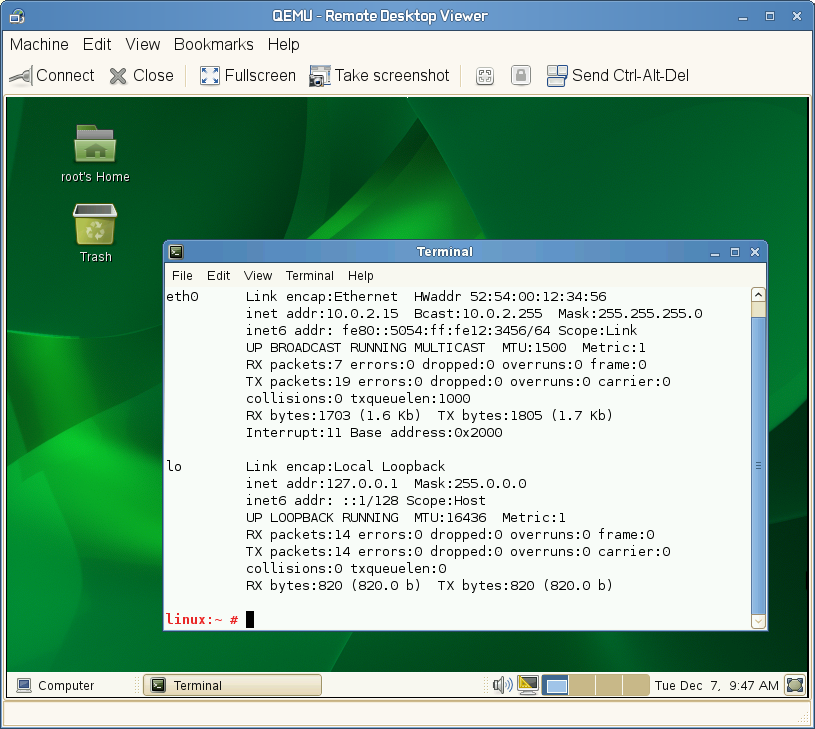 QEMU - Remote Desktop Viewer
Machine Edit View Bookmarks Help
Connect Close Fullscreen Take screenshot Send Ctrl-Alt-Del
root's Home
Trash
Terminal
File Edit View Terminal Help
eth0      Link encap:Ethernet  HWaddr 52:54:00:12:34:56
          inet addr:10.0.2.15  Bcast:10.0.2.255  Mask:255.255.255.0
          inet6 addr: fe80::5054:ff:fe12:3456/64 Scope:Link
          UP BROADCAST RUNNING MULTICAST  MTU:1500  Metric:1
          RX packets:7 errors:0 dropped:0 overruns:0 frame:0
          TX packets:19 errors:0 dropped:0 overruns:0 carrier:0
          collisions:0 txqueuelen:1000
          RX bytes:1703 (1.6 Kb)  TX bytes:1805 (1.7 Kb)
          Interrupt:11 Base address:0x2000
lo        Link encap:Local Loopback
          inet addr:127.0.0.1  Mask:255.0.0.0
          inet6 addr: ::1/128 Scope:Host
          UP LOOPBACK RUNNING  MTU:16436  Metric:1
          RX packets:14 errors:0 dropped:0 overruns:0 frame:0
          TX packets:14 errors:0 dropped:0 overruns:0 carrier:0
          collisions:0 txqueuelen:0
          RX bytes:820 (820.0 b)  TX bytes:820 (820.0 b)
linux:~ #
Computer Terminal Tue Dec 7, 9:47 AM